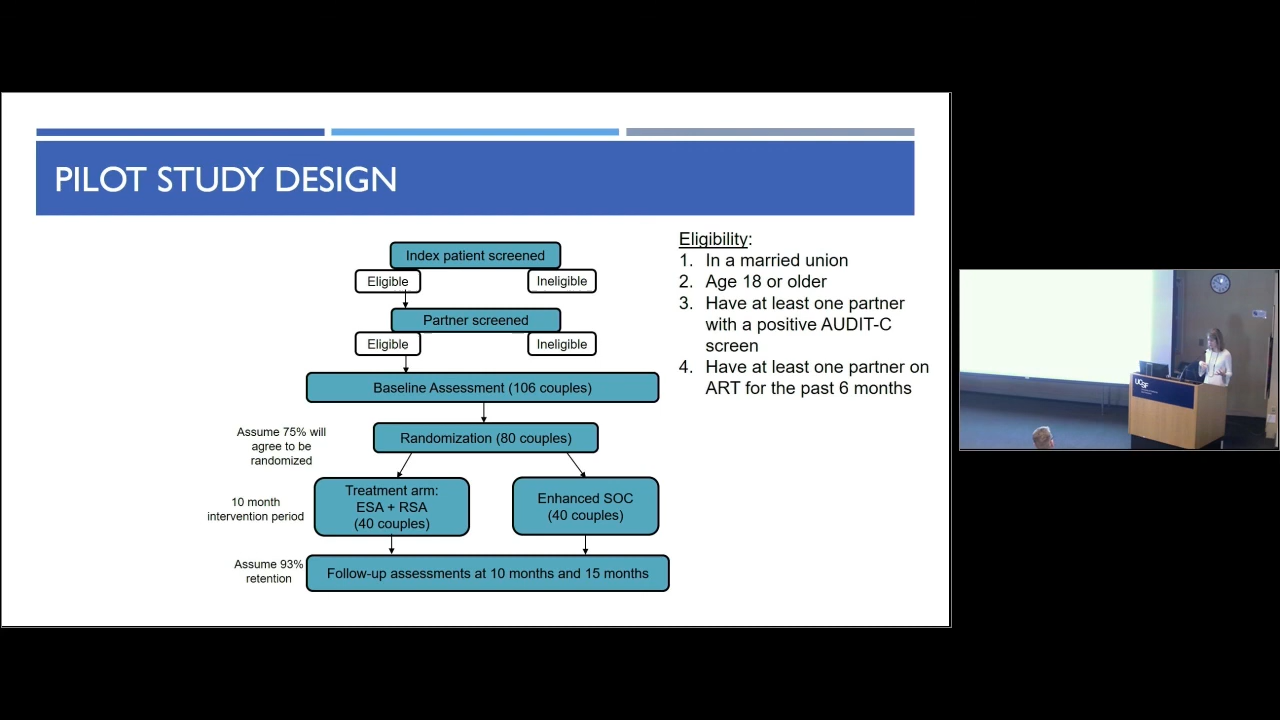 PILOT STUDY DESIGN
Index patient screened
Eligible
Ineligible
Partner screened
Eligible
Ineligible
Baseline Assessment (106 couples)
Assume 75% will
agree to be
randomized
Randomization (80 couples)
10 month
intervention period
Treatment arm:
ESA + RSA
(40 couples)
Enhanced SOC
(40 couples)
Assume 93%
retention
Follow-up assessments at 10 months and 15 months
Eligibility:
1. In a married union
2. Age 18 or older
3. Have at least one partner
with a positive AUDIT-C
screen
4. Have at least one partner on
ART for the past 6 months
UCSF